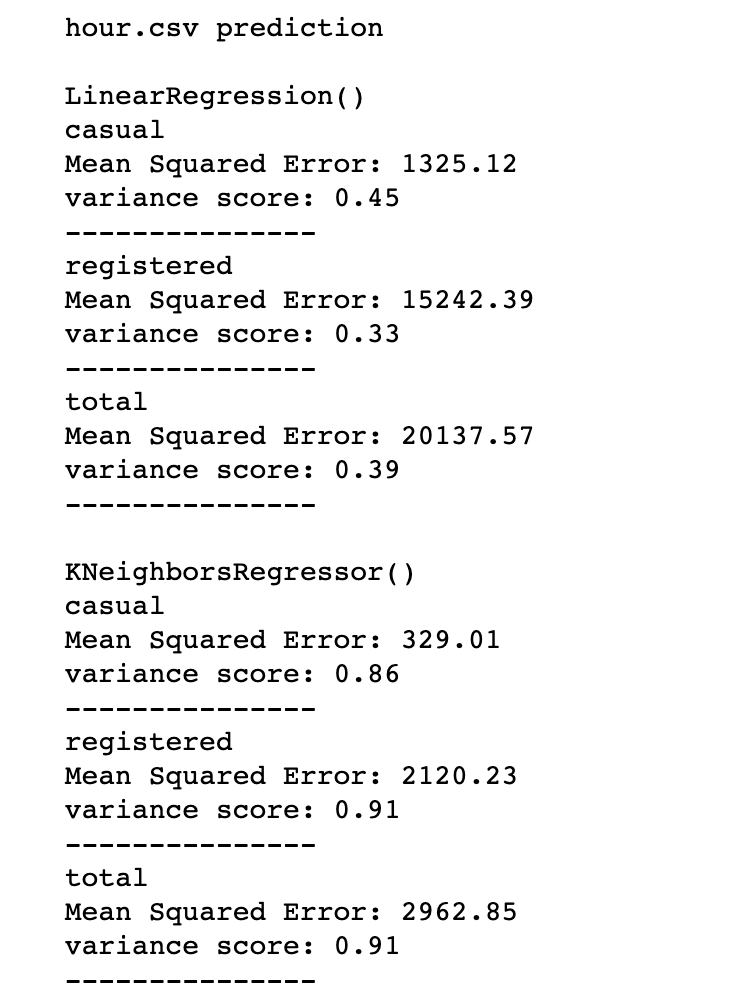 hour.csv prediction
LinearRegression()
casual
Mean Squared Error: 1325.12
variance score: 0.45
---------------
registered
Mean Squared Error: 15242.39
variance score: 0.33
---------------
total
Mean Squared Error: 20137.57
variance score: 0.39
---------------
KNeighborsRegressor()
casual
Mean Squared Error: 329.01
variance score: 0.86
---------------
registered
Mean Squared Error: 2120.23
variance score: 0.91
---------------
total
Mean Squared Error: 2962.85
variance score: 0.91
---------------